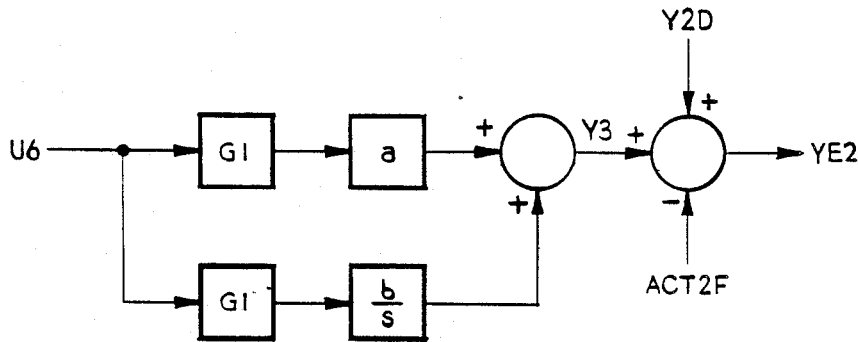 Y2D
+
U6
G1
a
+
Y3
+
YE2
+
-
G1
b
s
ACT2F